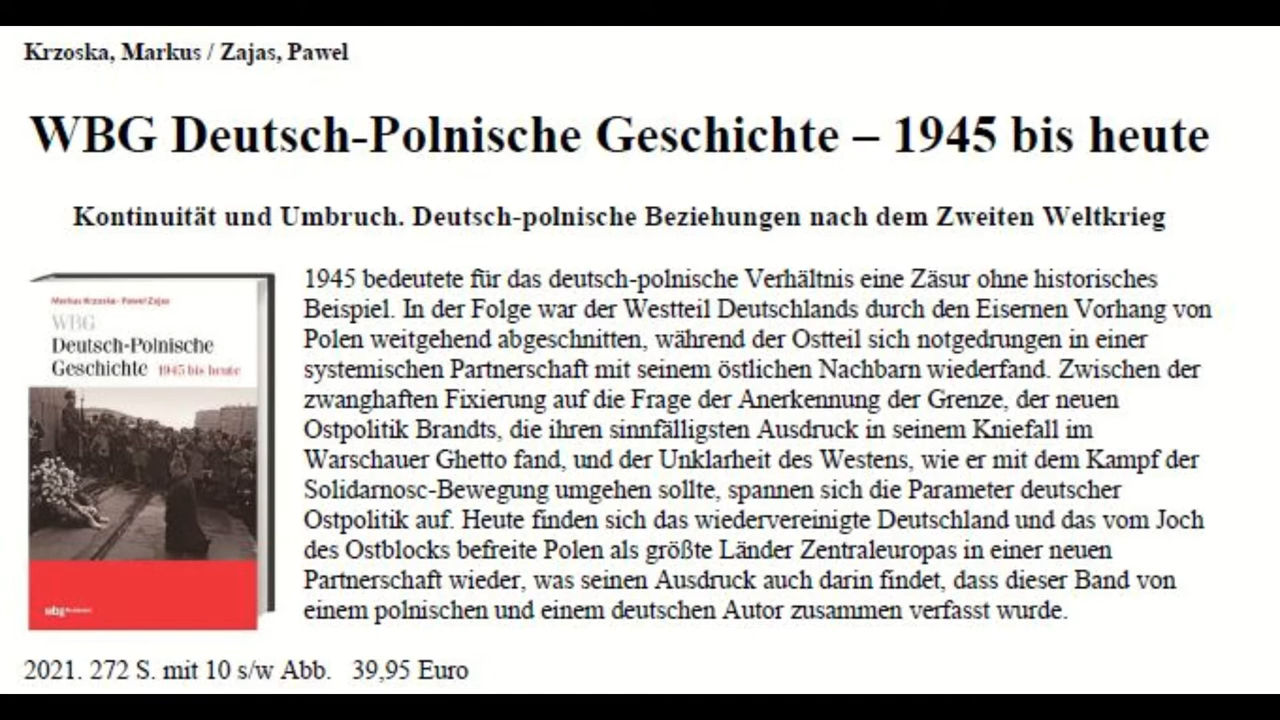 Krzoska, Markus / Zajas, Pawel
WBG Deutsch-Polnische Geschichte – 1945 bis heute
Kontinuität und Umbruch. Deutsch-polnische Beziehungen nach dem Zweiten Weltkrieg
Markus Krzoska · Pawel Zajas
WBG
Deutsch-Polnische
Geschichte 1945 bis heute
wbg
1945 bedeutete für das deutsch-polnische Verhältnis eine Zäsur ohne historisches
Beispiel. In der Folge war der Westteil Deutschlands durch den Eisernen Vorhang von
Polen weitgehend abgeschnitten, während der Ostteil sich notgedrungen in einer
systemischen Partnerschaft mit seinem östlichen Nachbarn wiederfand. Zwischen der
zwanghaften Fixierung auf die Frage der Anerkennung der Grenze, der neuen
Ostpolitik Brandts, die ihren sinnfälligsten Ausdruck in seinem Kniefall im
Warschauer Ghetto fand, und der Unklarheit des Westens, wie er mit dem Kampf der
Solidarnosc-Bewegung umgehen sollte, spannen sich die Parameter deutscher
Ostpolitik auf. Heute finden sich das wiedervereinigte Deutschland und das vom Joch
des Ostblocks befreite Polen als größte Länder Zentraleuropas in einer neuen
Partnerschaft wieder, was seinen Ausdruck auch darin findet, dass dieser Band von
einem polnischen und einem deutschen Autor zusammen verfasst wurde.
2021. 272 S. mit 10 s/w Abb. 39,95 Euro